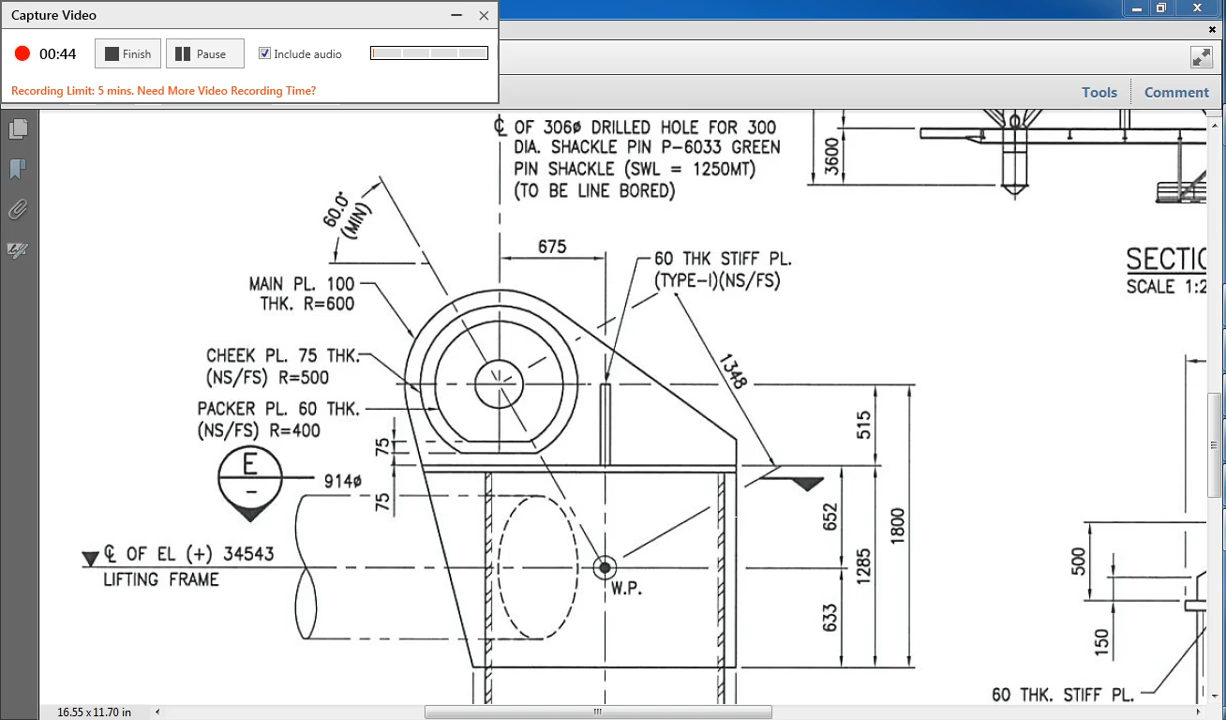 Capture Video
00:44
Finish
Pause
Include audio
Recording Limit: 5 mins. Need More Video Recording Time?
Tools
Comment
℄ OF 306ø DRILLED HOLE FOR 300
DIA. SHACKLE PIN P-6033 GREEN
PIN SHACKLE (SWL = 1250MT)
(TO BE LINE BORED)
3600
60.0°
(MIN)
675
60 THK STIFF PL.
(TYPE-I)(NS/FS)
MAIN PL. 100
THK. R=600
SECTIO
SCALE 1:2
CHEEK PL. 75 THK.
(NS/FS) R=500
1348
PACKER PL. 60 THK.
(NS/FS) R=400
515
75
E
-
914ø
75
652
1800
1285
500
℄ OF EL (+) 34543
LIFTING FRAME
W.P.
633
150
60 THK. STIFF PL.
16.55 x 11.70 in